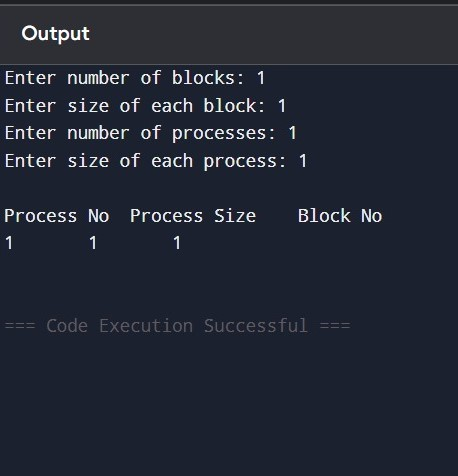 Output
Enter number of blocks: 1
Enter size of each block: 1
Enter number of processes: 1
Enter size of each process: 1
Process No  Process Size    Block No
1       1       1
=== Code Execution Successful ===